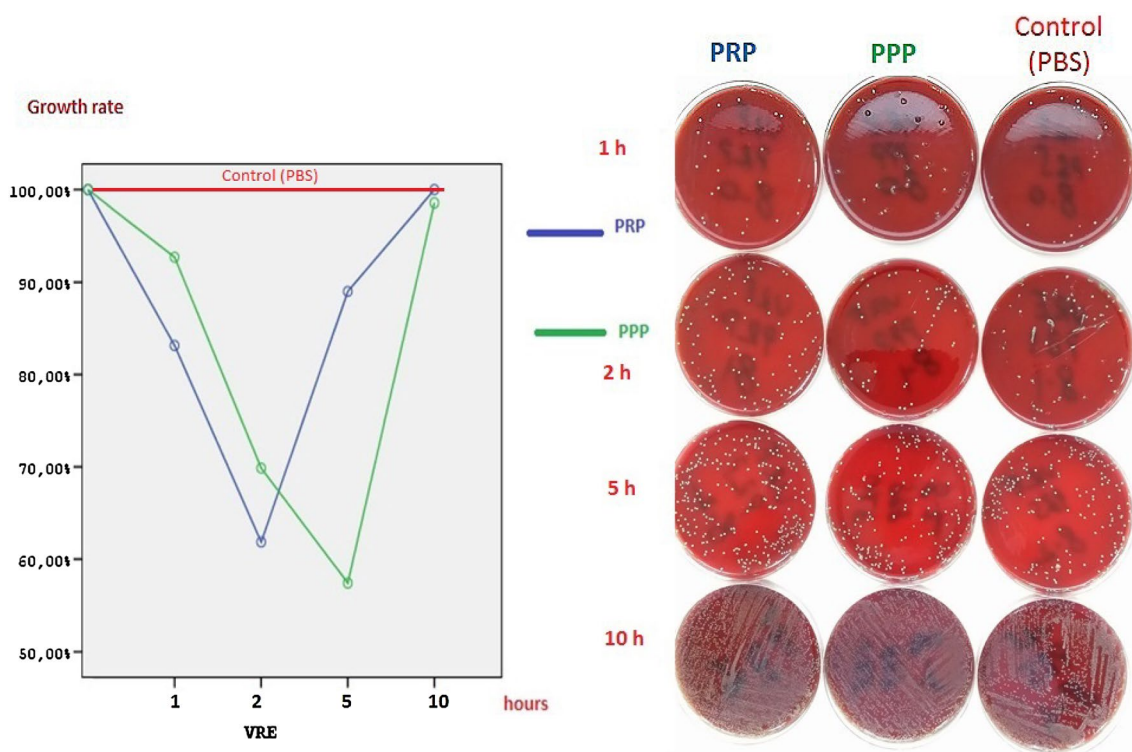 Growth rate
100,00%
90,00%
80,00%
70,00%
60,00%
50,00%
Control (PBS)
1 2 5 10 hours
VRE
PRP
PPP
PRP PPP Control
(PBS)
1 h
2 h
5 h
10 h